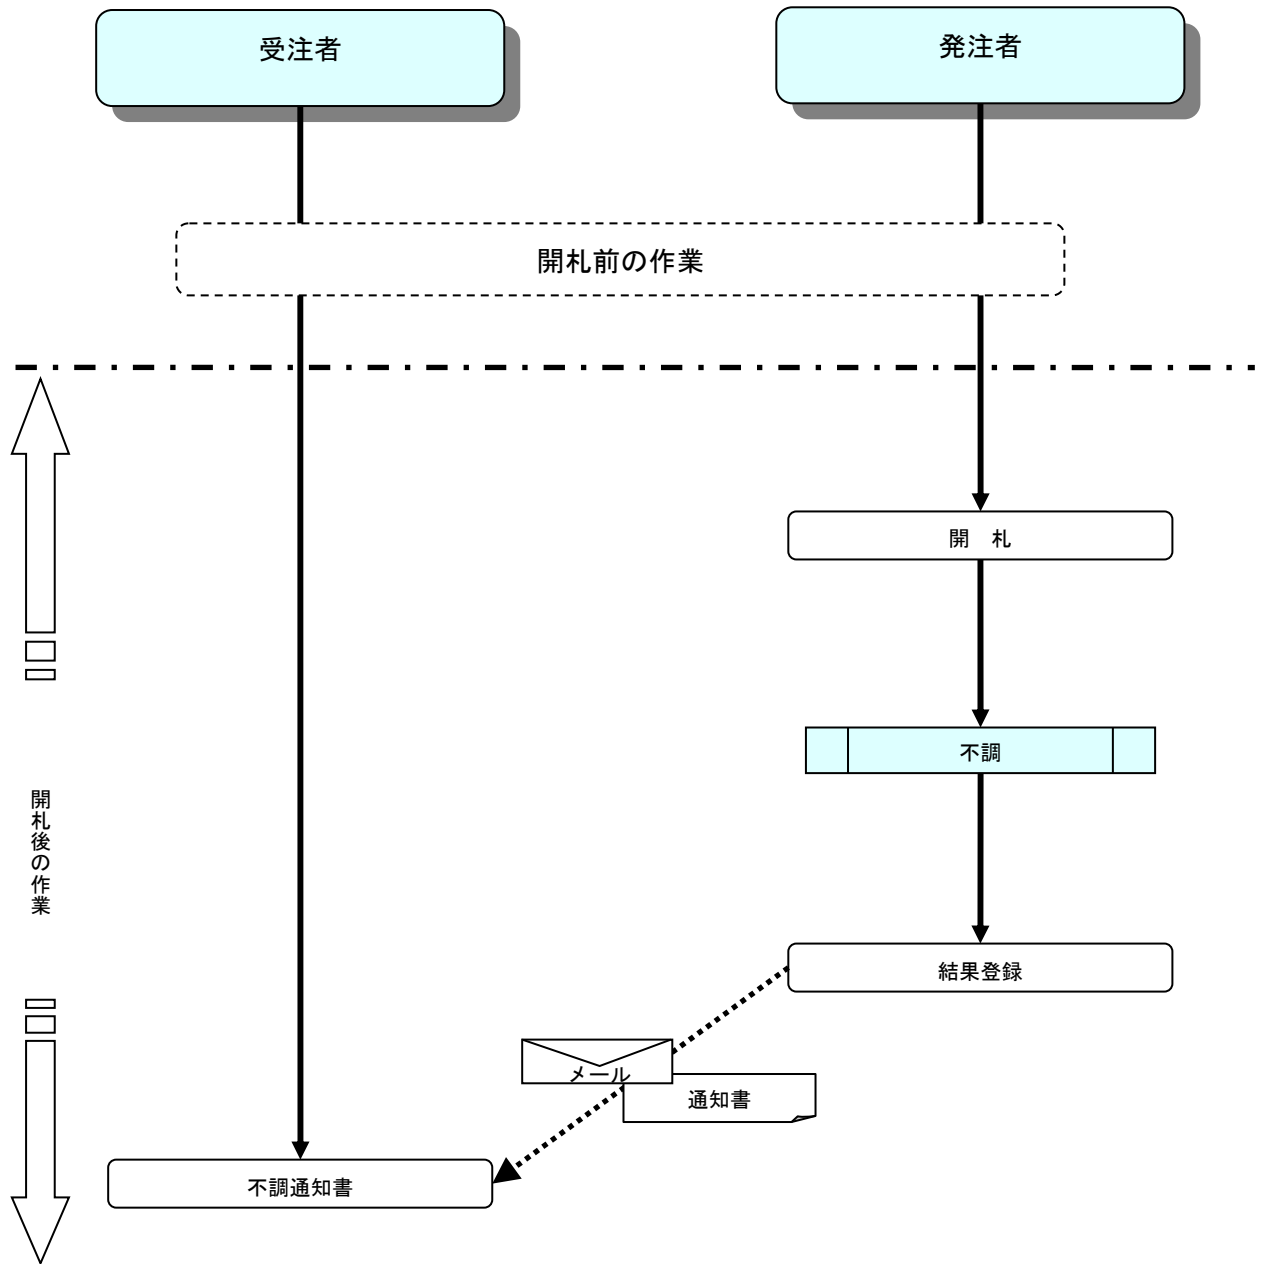 受注者
発注者
開札前の作業
開　札
不調
開札後の作業
結果登録
メール
通知書
不調通知書